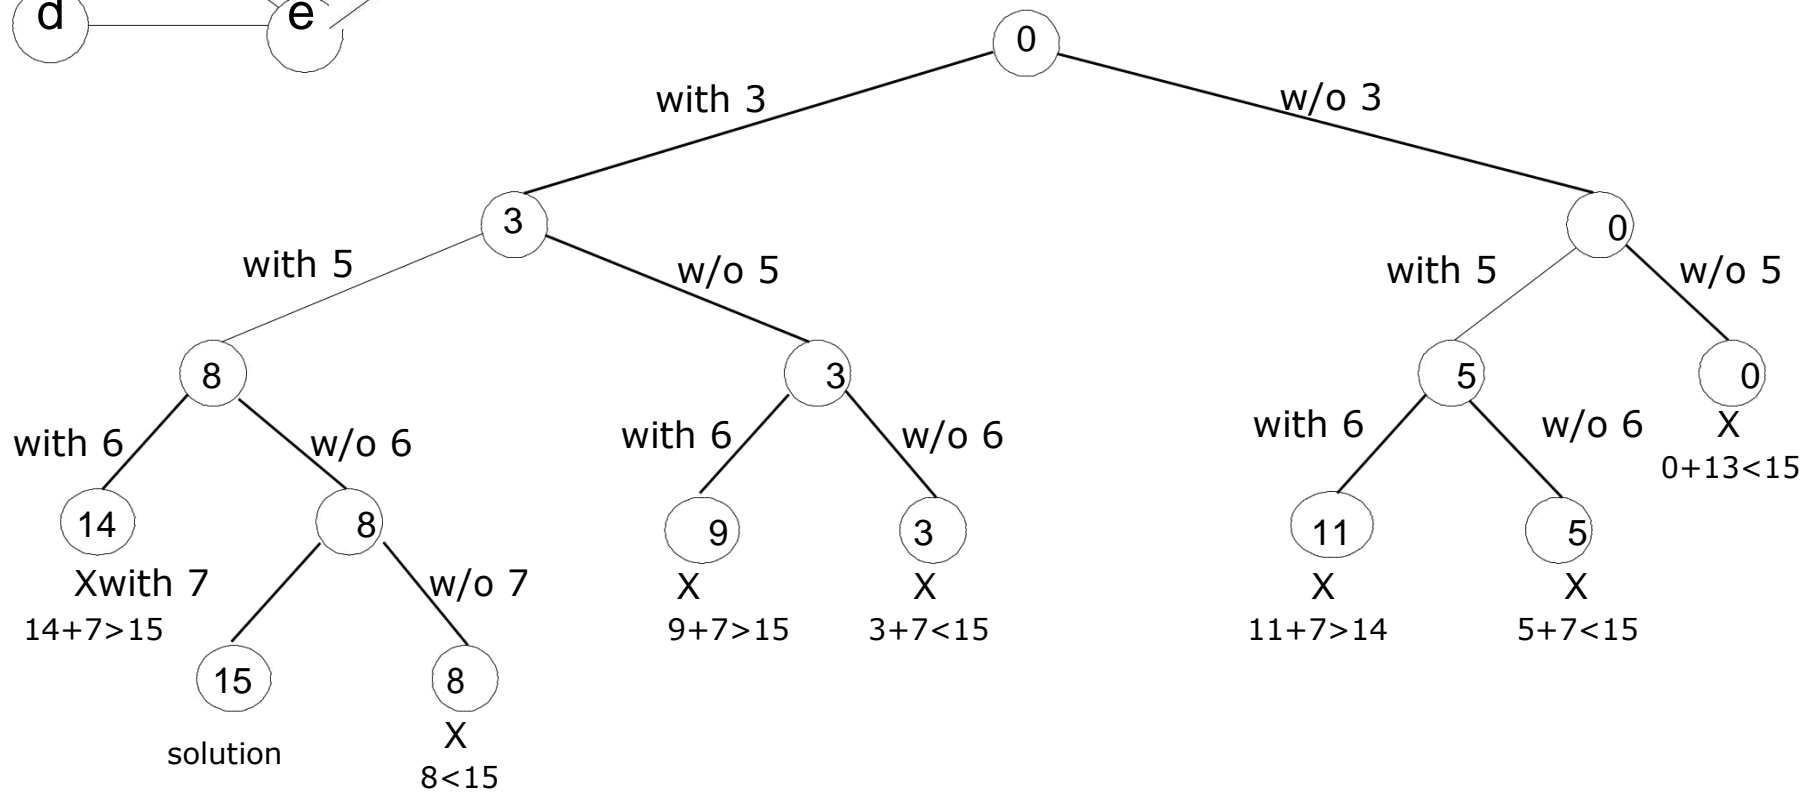 d e
0
with 3 w/o 3
3 0
with 5 w/o 5 with 5 w/o 5
8 3 5 0
with 6 w/o 6 with 6 w/o 6 with 6 w/o 6 X
0+13<15
14 8 9 3 11 5
Xwith 7 w/o 7 X X X X
14+7>15 9+7>15 3+7<15 11+7>14 5+7<15
15 8
solution X
8<15